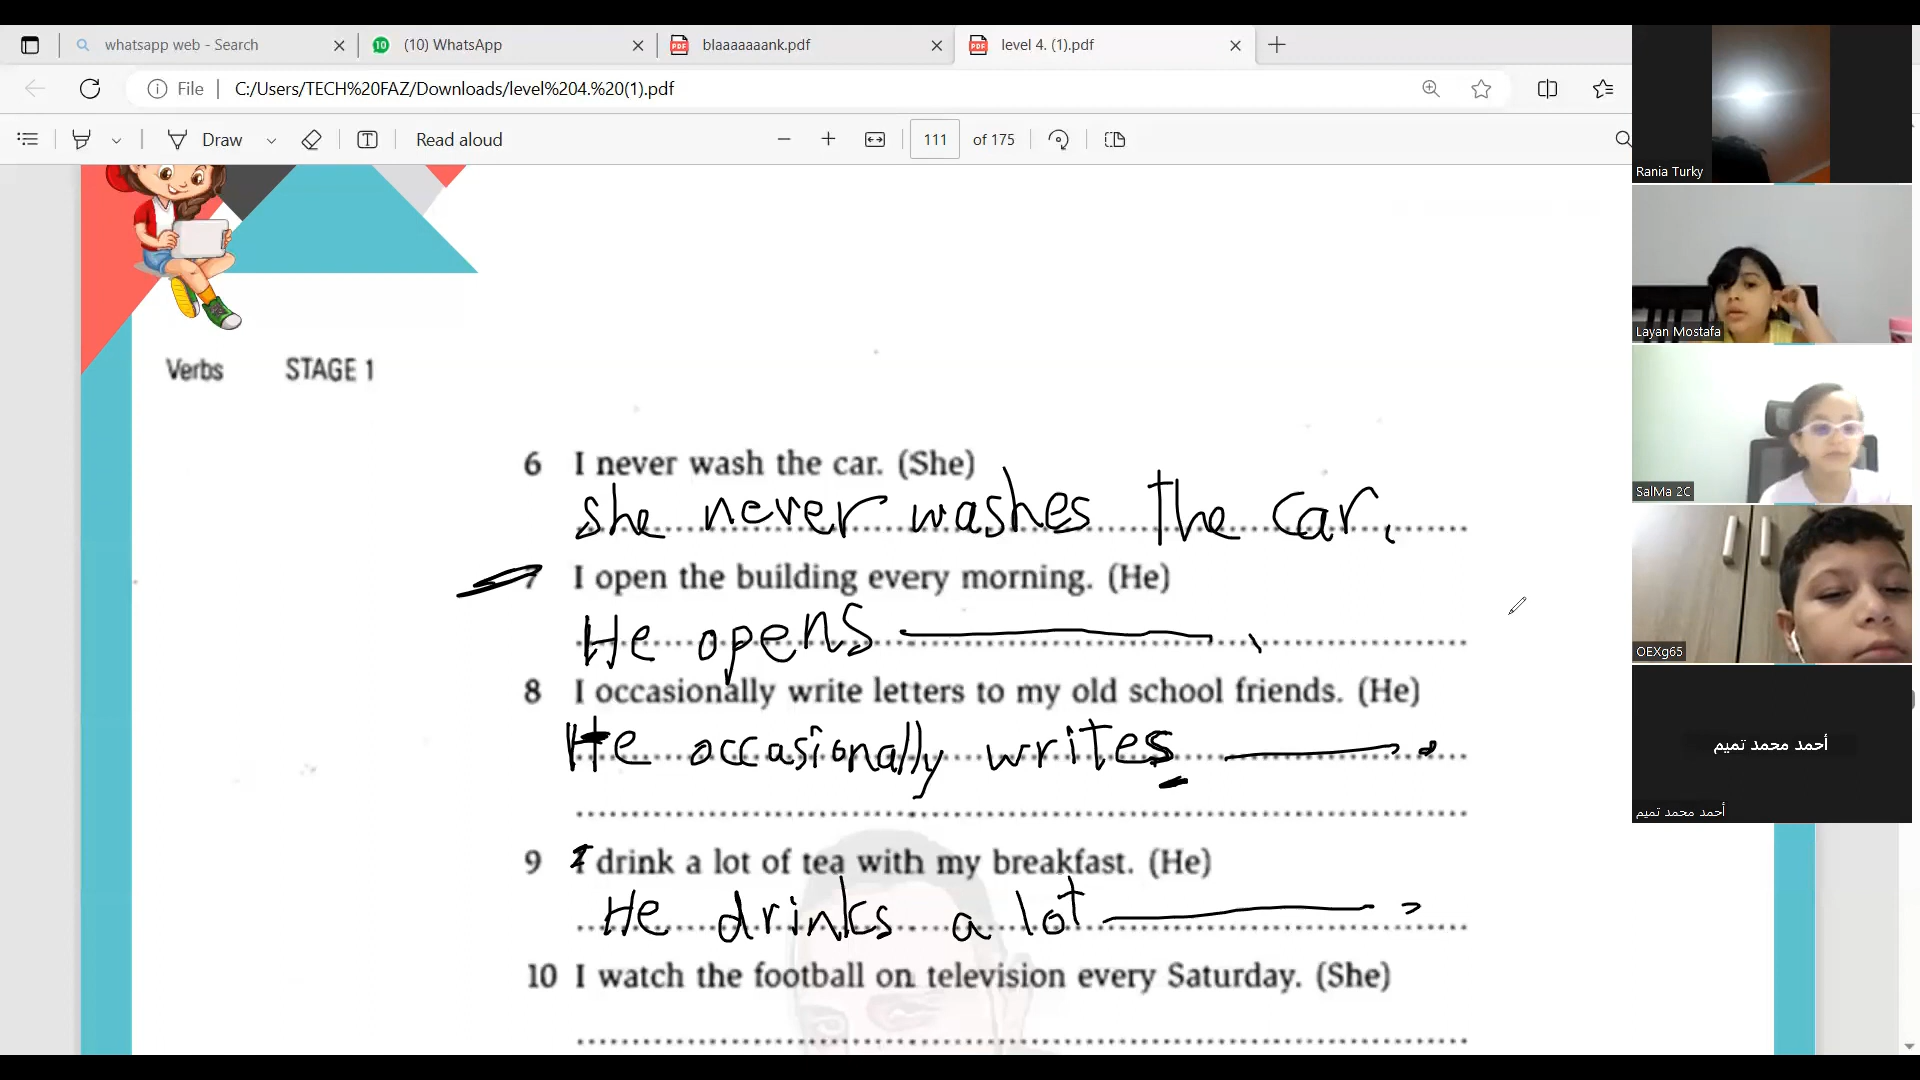 whatsapp web - Search
10 (10) WhatsApp
blaaaaaaank.pdf
level 4. (1).pdf
File C:/Users/TECH%20FAZ/Downloads/level%204.%20(1).pdf
Draw
Read aloud
111 of 175
Verbs STAGE 1
6 I never wash the car. (She)
she never washes the car.
7 I open the building every morning. (He)
He opens
8 I occasionally write letters to my old school friends. (He)
He occasionally writes
9 I drink a lot of tea with my breakfast. (He)
He drinks a lot
10 I watch the football on television every Saturday. (She)
Rania Turky
Layan Mostafa
SalMa 2C
OEXg65
أحمد محمد تميم
أحمد محمد تميم